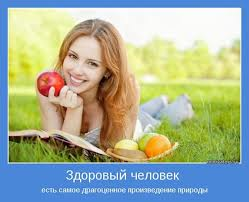 Здоровый человек
есть самое драгоценное произведение природы